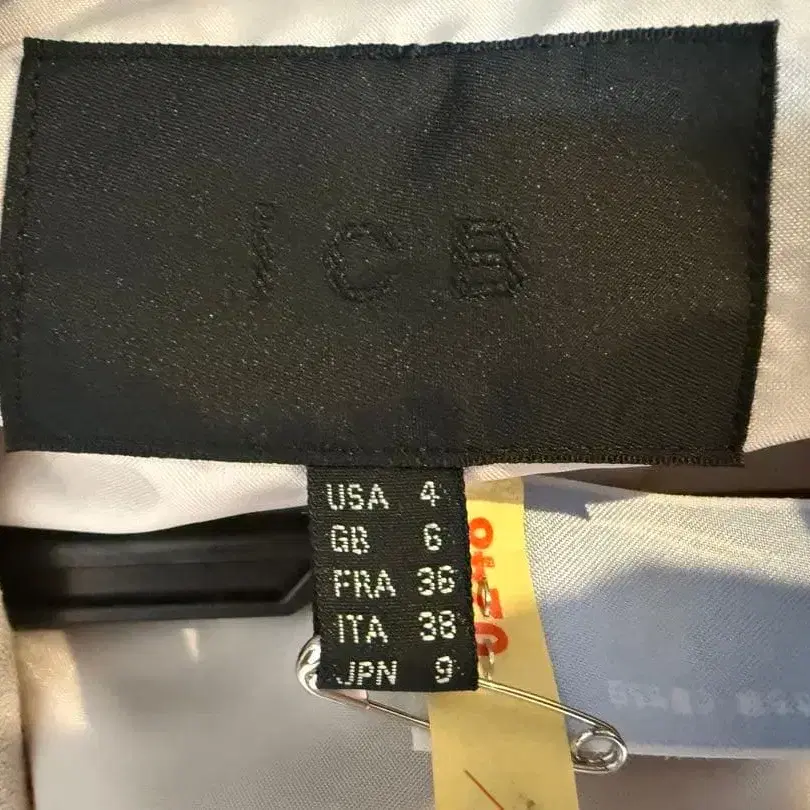 ICB
USA 4
GB 6
FRA 36
ITA 38
JPN 9